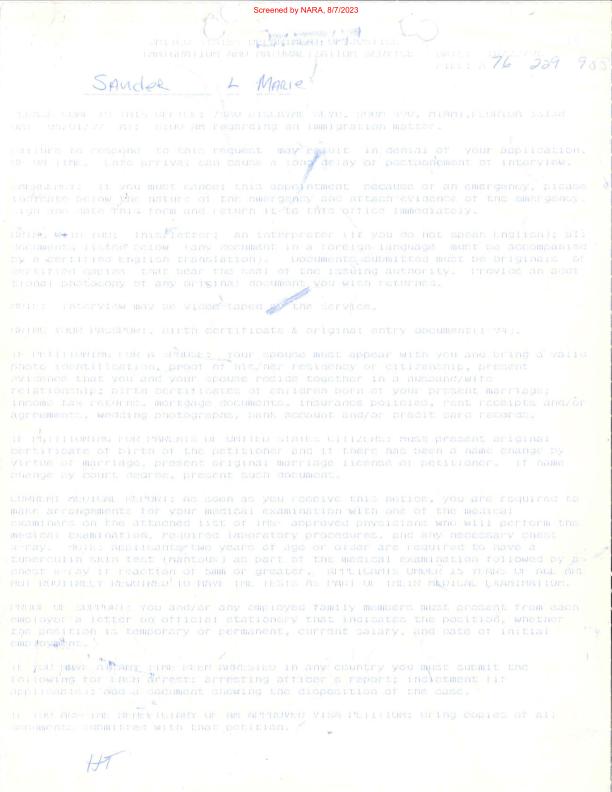 Screened by NARA, 8/7/2023
UNITED STATES DEPARTMENT OF JUSTICE
IMMIGRATION AND NATURALIZATION SERVICE DATE:
FILE: A 76 229 933
Sander L Marie
PLEASE COME TO THIS OFFICE: BISCAYNE BLVD. ROOM MIAMI, FLORIDA
AM regarding an immigration matter.
Failure to respond to this request may result in denial of your application.
BE ON TIME. Late arrival can cause a long delay or postponement of interview.
EMERGENCY: If you must cancel this appointment because of an emergency, please
indicate below the nature of the emergency and attach evidence of the emergency.
Sign and date this form and return it to this office immediately.
BRING WITH YOU: This letter; an interpreter (if you do not speak English); all
documents listed below (any document in a foreign language must be accompanied
by a certified English translation). Documents submitted must be originals or
certified copies that bear the seal of the issuing authority. Provide an addi
tional photocopy of any original document you wish returned.
NOTE: Interview may be video taped by the Service.
BRING YOUR PASSPORT, birth certificate & original entry document(I-94).
IF PETITIONING FOR A SPOUSE: Your spouse must appear with you and bring a valid
photo identification, proof of his/her residency or citizenship, present
evidence that you and your spouse reside together in a husband/wife
relationship; birth certificates of children born of your present marriage;
income tax returns, mortgage documents, insurance policies, rent receipts and/or
agreements, wedding photographs, bank account and/or credit card records.
IF PETITIONING FOR PARENTS OF UNITED STATES CITIZENS: Must present original
certificate of birth of the petitioner and if there has been a name change by
virtue of marriage, present original marriage license of petitioner. If name
change by court degree, present such document.
CURRENT MEDICAL REPORT: As soon as you receive this notice, you are required to
make arrangements for your medical examination with one of the medical
examiners on the attached list of INS- approved physicians who will perform the
medical examination, required laboratory procedures, and any necessary chest
x-ray. Note: applicants two years of age or older are required to have a
tuberculin skin test (mantoux) as part of the medical examination followed by a
chest x-ray if reaction of 5mm or greater. APPLICANTS UNDER 15 YEARS OF AGE ARE
NOT ROUTINELY REQUIRED TO HAVE THE TESTS AS PART OF THEIR MEDICAL EXAMINATION.
PROOF OF SUPPORT: You and/or any employed family members must present from each
employer a letter on official stationery that indicates the position, whether
the position is temporary or permanent, current salary, and date of initial
employment.
IF YOU HAVE AT ANY TIME BEEN ARRESTED in any country you must submit the
following for each arrest: arresting officer's report; indictment (if
applicable); and a document showing the disposition of the case.
IF YOU ARE THE BENEFICIARY OF AN APPROVED VISA PETITION: Bring copies of all
documents submitted with that petition.
HT